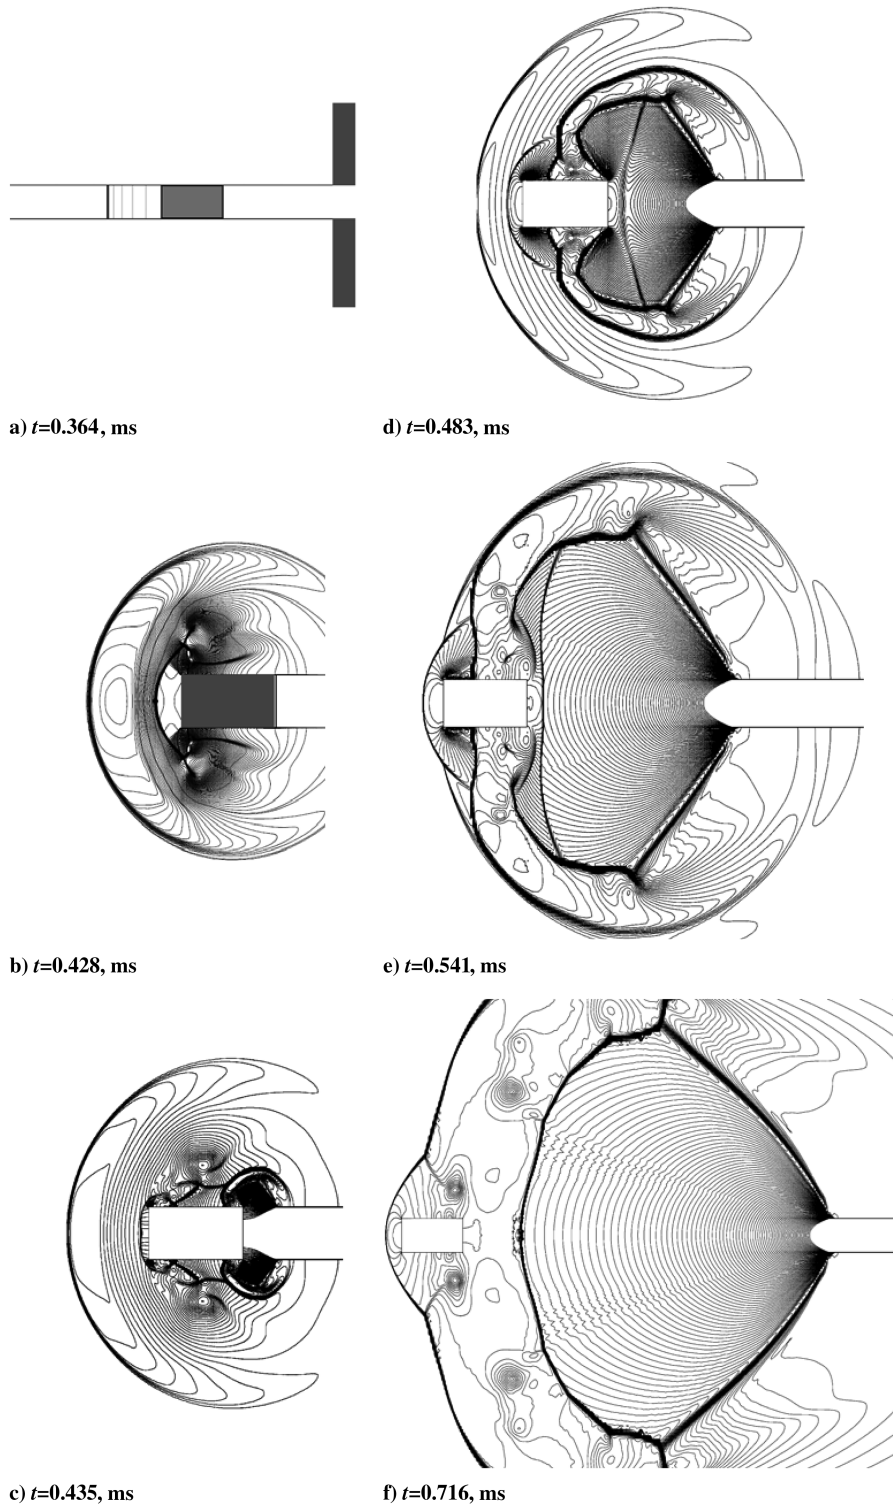 a) t=0.364, ms
d) t=0.483, ms
b) t=0.428, ms
e) t=0.541, ms
c) t=0.435, ms
f) t=0.716, ms